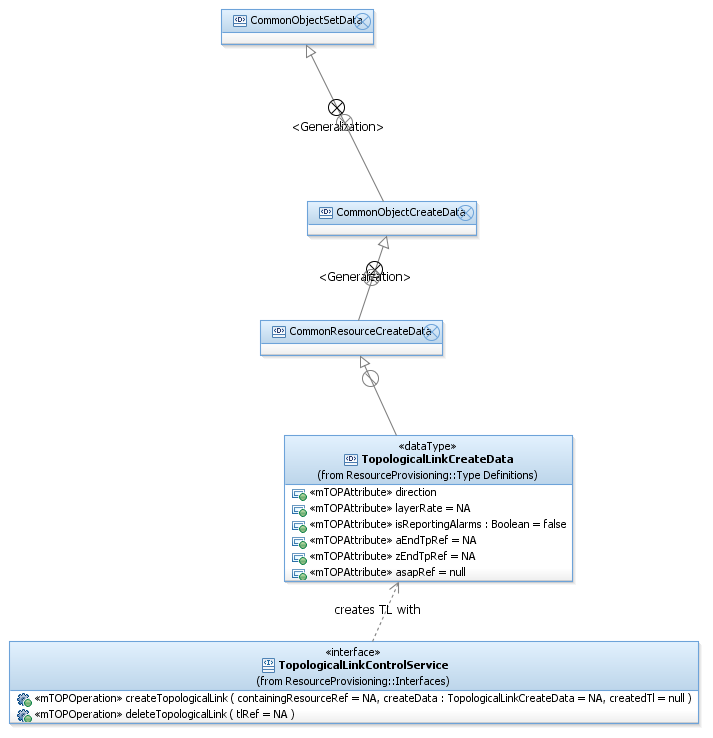 CommonObjectSetData
<Generalization>
CommonObjectCreateData
<Generalization>
CommonResourceCreateData
«dataType»
TopologicalLinkCreateData
(from ResourceProvisioning::Type Definitions)
«mTOPAttribute» direction
«mTOPAttribute» layerRate = NA
«mTOPAttribute» isReportingAlarms : Boolean = false
«mTOPAttribute» aEndTpRef = NA
«mTOPAttribute» zEndTpRef = NA
«mTOPAttribute» asapRef = null
creates TL with
«interface»
TopologicalLinkControlService
(from ResourceProvisioning::Interfaces)
«mTOPOperation» createTopologicalLink ( containingResourceRef = NA, createData : TopologicalLinkCreateData = NA, createdTl = null )
«mTOPOperation» deleteTopologicalLink ( tlRef = NA )